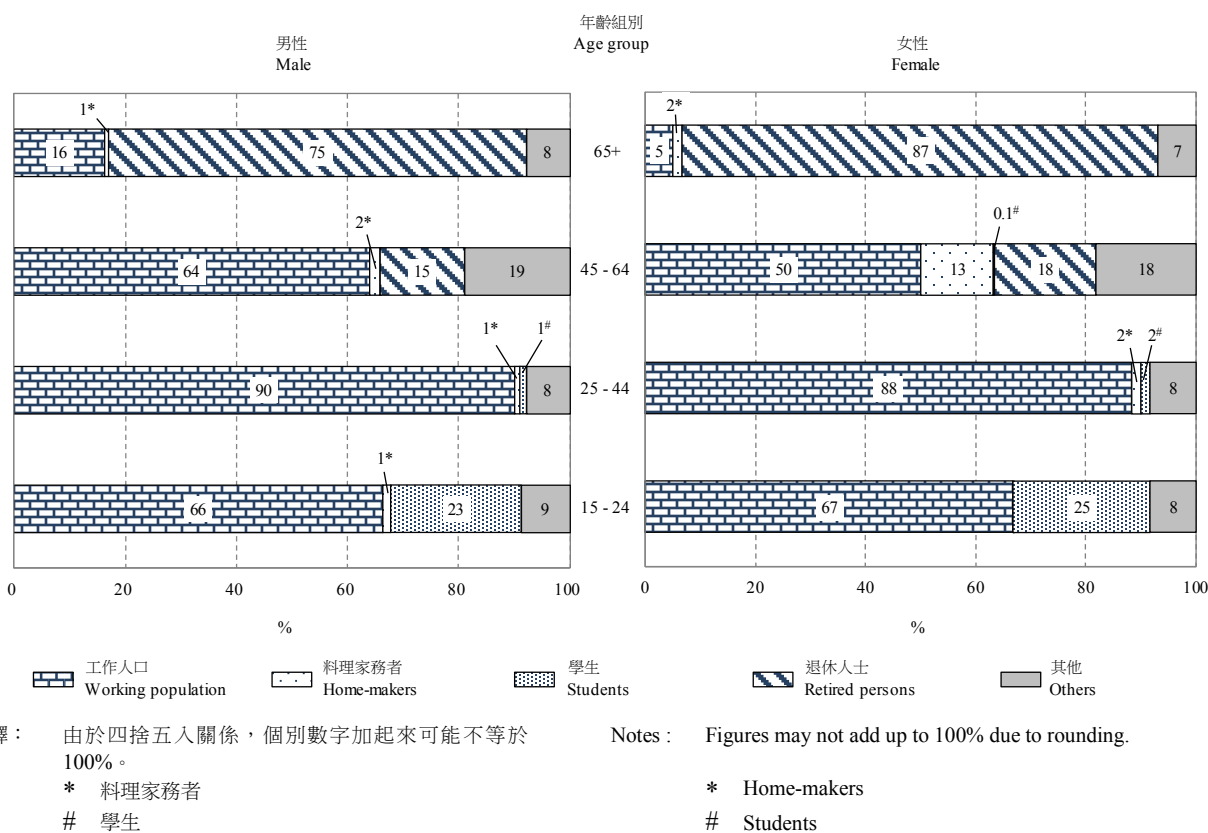 年齡組別
Age group
男性
Male
女性
Female
1*
16
75
8
65+
2*
5
87
7
2*
64
15
19
45 - 64
0.1#
50
13
18
18
1*
1#
90
8
25 - 44
2*
2#
88
8
1*
66
23
9
15 - 24
67
25
8
0 20 40 60 80 100
%
0 20 40 60 80 100
%
工作人口
Working population
料理家務者
Home-makers
學生
Students
退休人士
Retired persons
其他
Others
由於四捨五入關係，個別數字加起來可能不等於
100%。
* 料理家務者
# 學生
Notes : Figures may not add up to 100% due to rounding.
* Home-makers
# Students